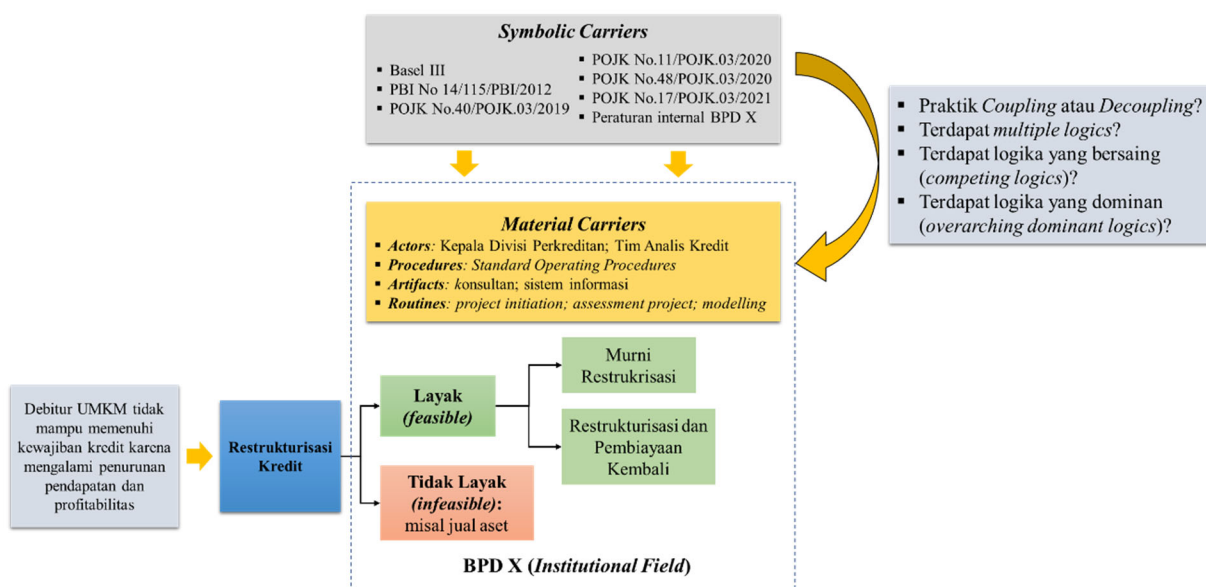 Symbolic Carriers
▪ Basel III
▪ PBI No 14/115/PBI/2012
▪ POJK No.40/POJK.03/2019
▪ POJK No.11/POJK.03/2020
▪ POJK No.48/POJK.03/2020
▪ POJK No.17/POJK.03/2021
▪ Peraturan internal BPD X
▪ Praktik Coupling atau Decoupling?
▪ Terdapat multiple logics?
▪ Terdapat logika yang bersaing
(competing logics)?
▪ Terdapat logika yang dominan
(overarching dominant logics)?
Material Carriers
▪ Actors: Kepala Divisi Perkreditan; Tim Analis Kredit
▪ Procedures: Standard Operating Procedures
▪ Artifacts: konsultan; sistem informasi
▪ Routines: project initiation; assessment project; modelling
Debitur UMKM tidak
mampu memenuhi
kewajiban kredit karena
mengalami penurunan
pendapatan dan
profitabilitas
Restrukturisasi
Kredit
Layak
(feasible)
Murni
Restrukrisasi
Restrukturisasi dan
Pembiayaan
Kembali
Tidak Layak
(infeasible):
misal jual aset
BPD X (Institutional Field)